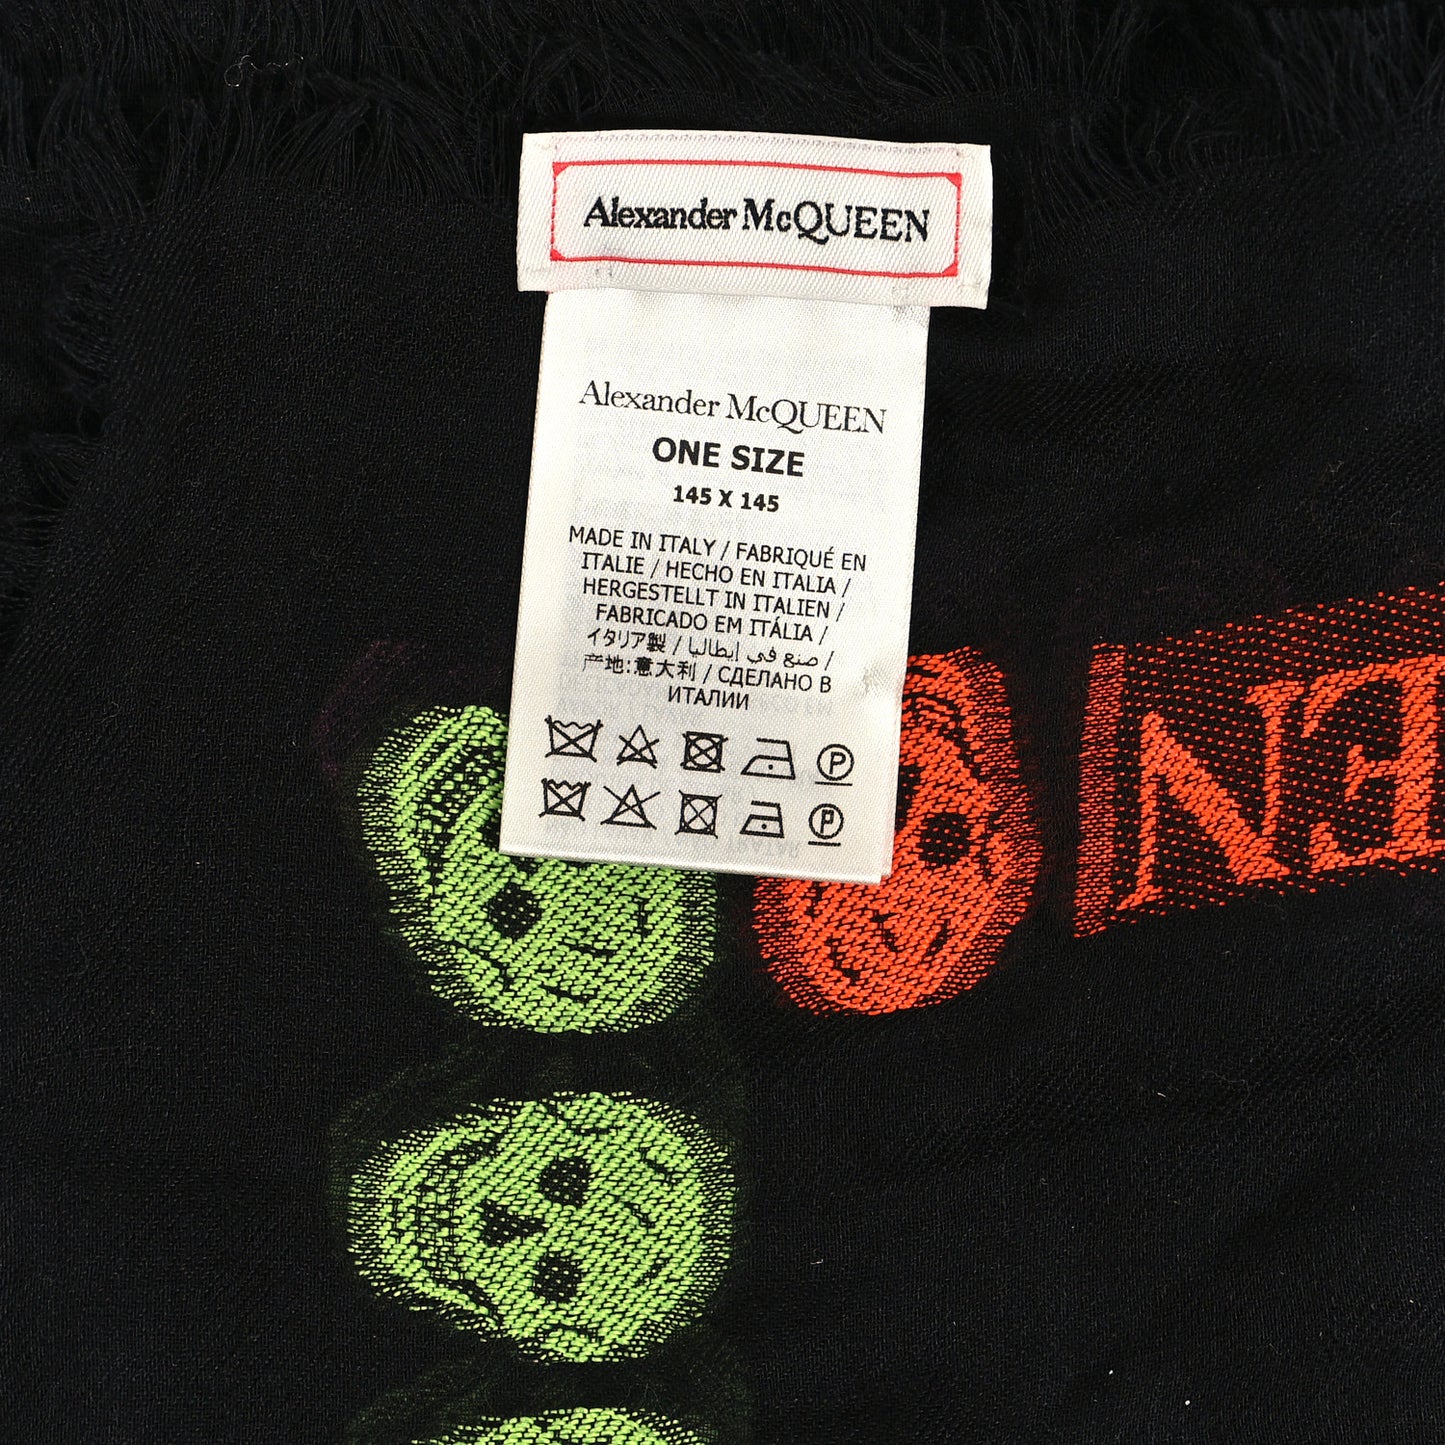 Alexander McQUEEN
Alexander McQUEEN
ONE SIZE
145 X 145
MADE IN ITALY / FABRIQUÉ EN
ITALIE / HECHO EN ITALIA /
HERGESTELLT IN ITALIEN /
FABRICADO EM ITÁLIA /
イタリア製 / صنع في إيطاليا /
产地:意大利 / СДЕЛАНО В
ИТАЛИИ
P
P
EN